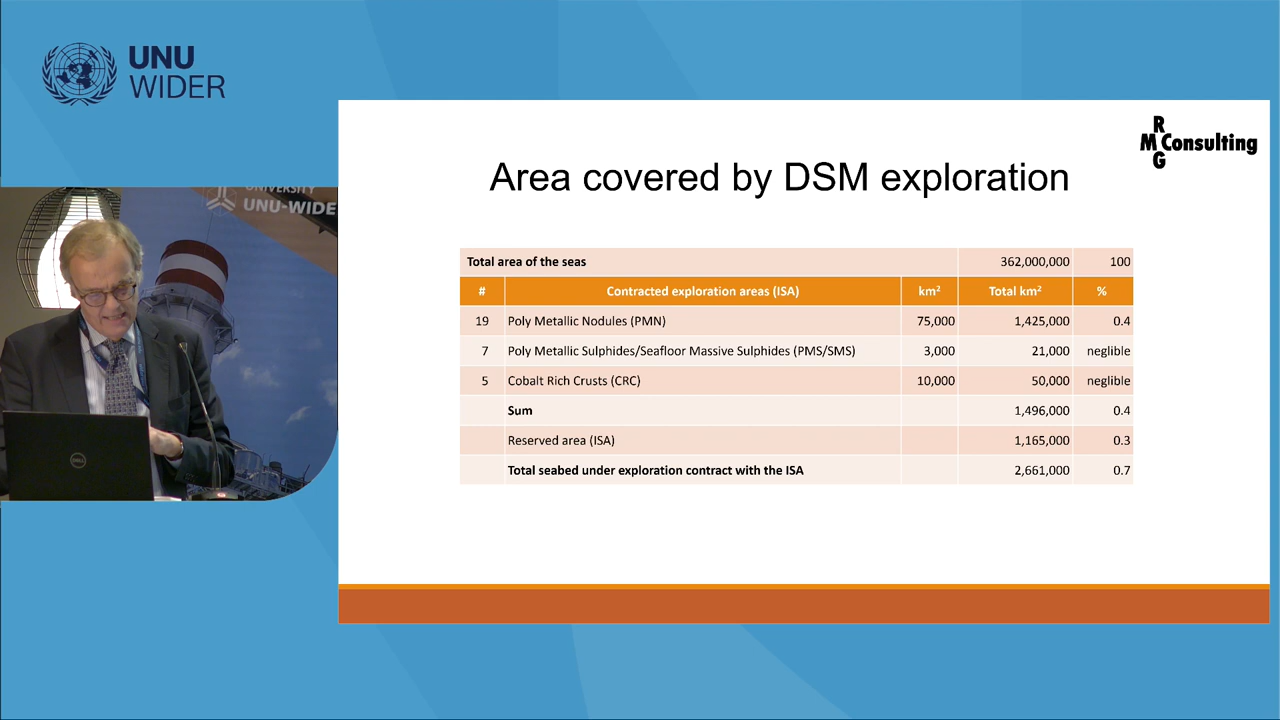 UNU
WIDER
R
M Consulting
G
Area covered by DSM exploration
UNIVERSITY
UNU-WIDE
Total area of the seas 362,000,000 100
# Contracted exploration areas (ISA) km² Total km² %
19 Poly Metallic Nodules (PMN) 75,000 1,425,000 0.4
7 Poly Metallic Sulphides/Seafloor Massive Sulphides (PMS/SMS) 3,000 21,000 neglible
5 Cobalt Rich Crusts (CRC) 10,000 50,000 neglible
Sum 1,496,000 0.4
Reserved area (ISA) 1,165,000 0.3
Total seabed under exploration contract with the ISA 2,661,000 0.7
DELL